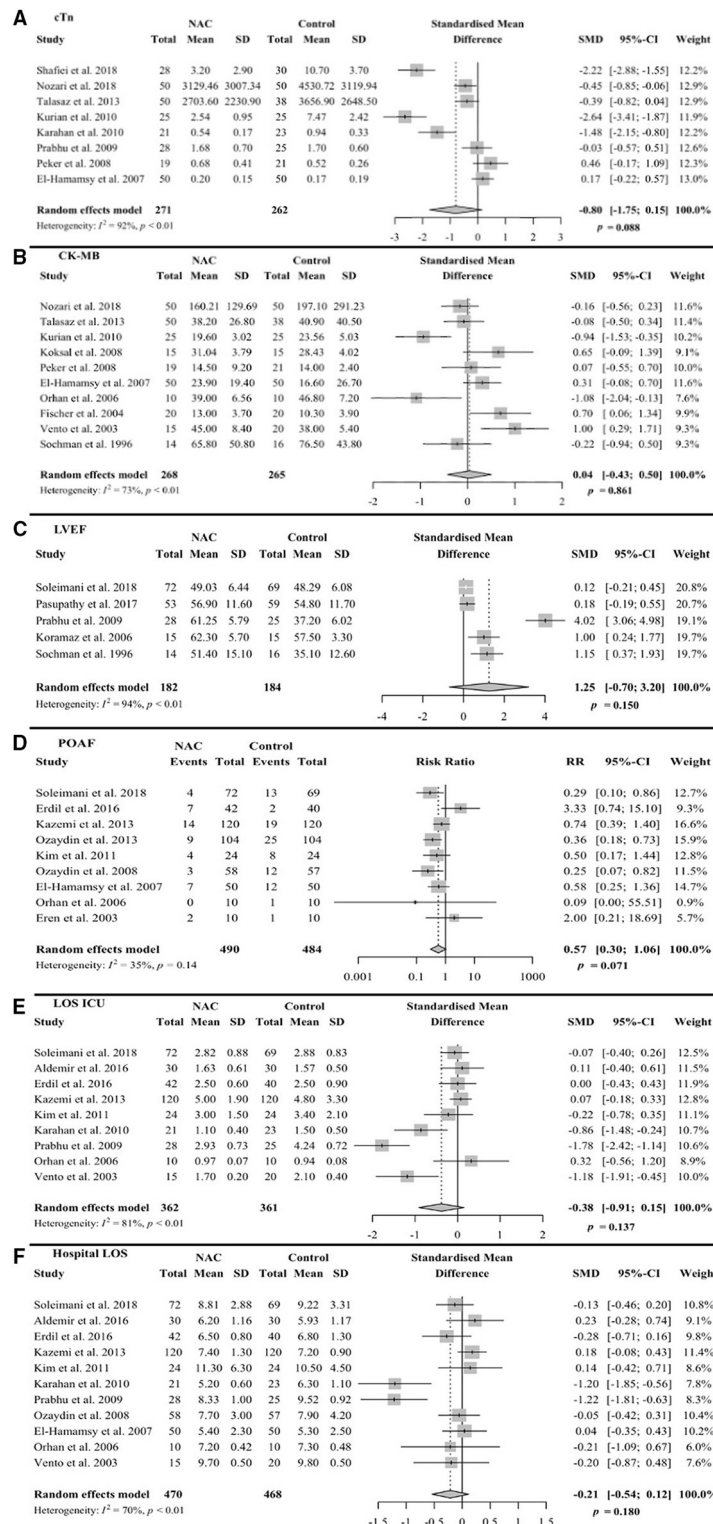 A
cTn
NAC Control Standardised Mean
Study Total Mean SD Total Mean SD Difference SMD 95%-CI Weight
Shafiei et al. 2018 28 3.20 2.90 30 10.70 3.70 -2.22 [-2.88; -1.55] 12.2%
Nozari et al. 2018 50 3129.46 3007.34 50 4530.72 3119.94 -0.45 [-0.85; -0.06] 12.9%
Talasaz et al. 2013 50 2703.60 2230.90 38 3656.90 2648.50 -0.39 [-0.82; 0.04] 12.9%
Kurian et al. 2010 25 2.54 0.95 25 7.47 2.42 -2.64 [-3.41; -1.87] 11.9%
Karahan et al. 2010 21 0.54 0.17 23 0.94 0.33 -1.48 [-2.15; -0.80] 12.2%
Prabhu et al. 2009 28 1.68 0.70 25 1.70 0.60 -0.03 [-0.57; 0.51] 12.6%
Peker et al. 2008 19 0.68 0.41 21 0.52 0.26 0.46 [-0.17; 1.09] 12.3%
El-Hamamsy et al. 2007 50 0.20 0.15 50 0.17 0.19 0.17 [-0.22; 0.57] 13.0%
Random effects model 271 262 -0.80 [-1.75; 0.15] 100.0%
Heterogeneity: I² = 92%, p < 0.01 p = 0.088
-3 -2 -1 0 1 2 3
B
CK-MB
NAC Control Standardised Mean
Study Total Mean SD Total Mean SD Difference SMD 95%-CI Weight
Nozari et al. 2018 50 160.21 129.69 50 197.10 291.23 -0.16 [-0.56; 0.23] 11.6%
Talasaz et al. 2013 50 38.20 26.80 38 40.90 40.50 -0.08 [-0.50; 0.34] 11.4%
Kurian et al. 2010 25 19.60 3.02 25 23.56 5.03 -0.94 [-1.53; -0.35] 10.2%
Koksal et al. 2008 15 31.04 3.79 15 28.43 4.02 0.65 [-0.09; 1.39] 9.1%
Peker et al. 2008 19 14.50 9.20 21 14.00 2.40 0.07 [-0.55; 0.70] 10.0%
El-Hamamsy et al. 2007 50 23.90 19.40 50 16.60 26.70 0.31 [-0.08; 0.70] 11.6%
Orhan et al. 2006 10 39.00 6.56 10 46.80 7.20 -1.08 [-2.04; -0.13] 7.6%
Fischer et al. 2004 20 13.00 3.70 20 10.30 3.90 0.70 [ 0.06; 1.34] 9.9%
Vento et al. 2003 15 45.00 8.40 20 38.00 5.40 1.00 [ 0.29; 1.71] 9.3%
Sochman et al. 1996 14 65.80 50.80 16 76.50 43.80 -0.22 [-0.94; 0.50] 9.3%
Random effects model 268 265 0.04 [-0.43; 0.50] 100.0%
Heterogeneity: I² = 73%, p < 0.01 p = 0.861
-2 -1 0 1 2
C
LVEF
NAC Control Standardised Mean
Study Total Mean SD Total Mean SD Difference SMD 95%-CI Weight
Soleimani et al. 2018 72 49.03 6.44 69 48.29 6.08 0.12 [-0.21; 0.45] 20.8%
Pasupathy et al. 2017 53 56.90 11.60 59 54.80 11.70 0.18 [-0.19; 0.55] 20.7%
Prabhu et al. 2009 28 61.25 5.79 25 37.20 6.02 4.02 [ 3.06; 4.98] 19.1%
Koramaz et al. 2006 15 62.30 5.70 15 57.50 3.30 1.00 [ 0.24; 1.77] 19.7%
Sochman et al. 1996 14 51.40 15.10 16 35.10 12.60 1.15 [ 0.37; 1.93] 19.7%
Random effects model 182 184 1.25 [-0.70; 3.20] 100.0%
Heterogeneity: I² = 94%, p < 0.01 p = 0.150
-4 -2 0 2 4
D
POAF
NAC Control
Study Events Total Events Total Risk Ratio RR 95%-CI Weight
Soleimani et al. 2018 4 72 13 69 0.29 [0.10; 0.86] 12.7%
Erdil et al. 2016 7 42 2 40 3.33 [0.74; 15.10] 9.3%
Kazemi et al. 2013 14 120 19 120 0.74 [0.39; 1.40] 16.6%
Ozaydin et al. 2013 9 104 25 104 0.36 [0.18; 0.73] 15.9%
Kim et al. 2011 4 24 8 24 0.50 [0.17; 1.44] 12.8%
Ozaydin et al. 2008 3 58 12 57 0.25 [0.07; 0.82] 11.5%
El-Hamamsy et al. 2007 7 50 12 50 0.58 [0.25; 1.36] 14.7%
Orhan et al. 2006 0 10 1 10 0.09 [0.00; 55.51] 0.9%
Eren et al. 2003 2 10 1 10 2.00 [0.21; 18.69] 5.7%
Random effects model 490 484 0.57 [0.30; 1.06] 100.0%
Heterogeneity: I² = 35%, p = 0.14 p = 0.071
0.001 0.1 1 10 1000
E
LOS ICU
NAC Control Standardised Mean
Study Total Mean SD Total Mean SD Difference SMD 95%-CI Weight
Soleimani et al. 2018 72 2.82 0.88 69 2.88 0.83 -0.07 [-0.40; 0.26] 12.5%
Aldemir et al. 2016 30 1.63 0.61 30 1.57 0.50 0.11 [-0.40; 0.61] 11.5%
Erdil et al. 2016 42 2.50 0.60 40 2.50 0.90 0.00 [-0.43; 0.43] 11.9%
Kazemi et al. 2013 120 5.00 1.90 120 4.80 3.30 0.07 [-0.18; 0.33] 12.8%
Kim et al. 2011 24 3.00 1.50 24 3.40 2.10 -0.22 [-0.78; 0.35] 11.1%
Karahan et al. 2010 21 1.10 0.40 23 1.50 0.50 -0.86 [-1.48; -0.24] 10.7%
Prabhu et al. 2009 28 2.93 0.73 25 4.24 0.72 -1.78 [-2.42; -1.14] 10.6%
Orhan et al. 2006 10 0.97 0.07 10 0.94 0.08 0.32 [-0.56; 1.20] 8.9%
Vento et al. 2003 15 1.70 0.20 20 2.10 0.40 -1.18 [-1.91; -0.45] 10.0%
Random effects model 362 361 -0.38 [-0.91; 0.15] 100.0%
Heterogeneity: I² = 81%, p < 0.01 p = 0.137
-2 -1 0 1 2
F
Hospital LOS
NAC Control Standardised Mean
Study Total Mean SD Total Mean SD Difference SMD 95%-CI Weigh
Soleimani et al. 2018 72 8.81 2.88 69 9.22 3.31 -0.13 [-0.46; 0.20] 10.8%
Aldemir et al. 2016 30 6.20 1.16 30 5.93 1.17 0.23 [-0.28; 0.74] 9.1%
Erdil et al. 2016 42 6.50 0.80 40 6.80 1.30 -0.28 [-0.71; 0.16] 9.8%
Kazemi et al. 2013 120 7.40 1.30 120 7.20 0.90 0.18 [-0.08; 0.43] 11.4%
Kim et al. 2011 24 11.30 6.30 24 10.50 4.50 0.14 [-0.42; 0.71] 8.6%
Karahan et al. 2010 21 5.20 0.60 23 6.30 1.10 -1.20 [-1.85; -0.56] 7.8%
Prabhu et al. 2009 28 8.33 1.00 25 9.52 0.92 -1.22 [-1.81; -0.63] 8.3%
Ozaydin et al. 2008 58 7.70 3.00 57 7.90 4.20 -0.05 [-0.42; 0.31] 10.4%
El-Hamamsy et al. 2007 50 5.40 2.30 50 5.30 2.50 0.04 [-0.35; 0.43] 10.2%
Orhan et al. 2006 10 7.20 0.42 10 7.30 0.48 -0.21 [-1.09; 0.67] 6.0%
Vento et al. 2003 15 9.70 0.50 20 9.80 0.50 -0.20 [-0.87; 0.48] 7.6%
Random effects model 470 468 -0.21 [-0.54; 0.12] 100.0%
Heterogeneity: I² = 70%, p < 0.01 p = 0.180
-1.5 -1 -0.5 0 0.5 1 1.5